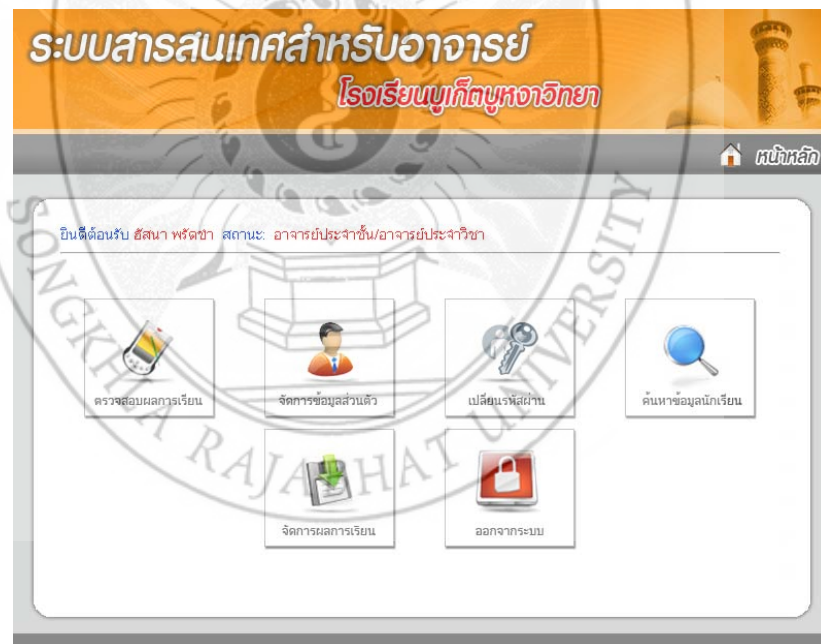 ระบบสารสนเทศสำหรับอาจารย์
โรงเรียนบูเก็ตบูหงาวิทยา
หน้าหลัก
ยินดีต้อนรับ ฮัสนา พรัดชา สถานะ: อาจารย์ประจำชั้น/อาจารย์ประจำวิชา
ตรวจสอบผลการเรียน
จัดการข้อมูลส่วนตัว
เปลี่ยนรหัสผ่าน
ค้นหาข้อมูลนักเรียน
จัดการผลการเรียน
ออกจากระบบ
SONGKHLA RAJABHAT UNIVERSITY